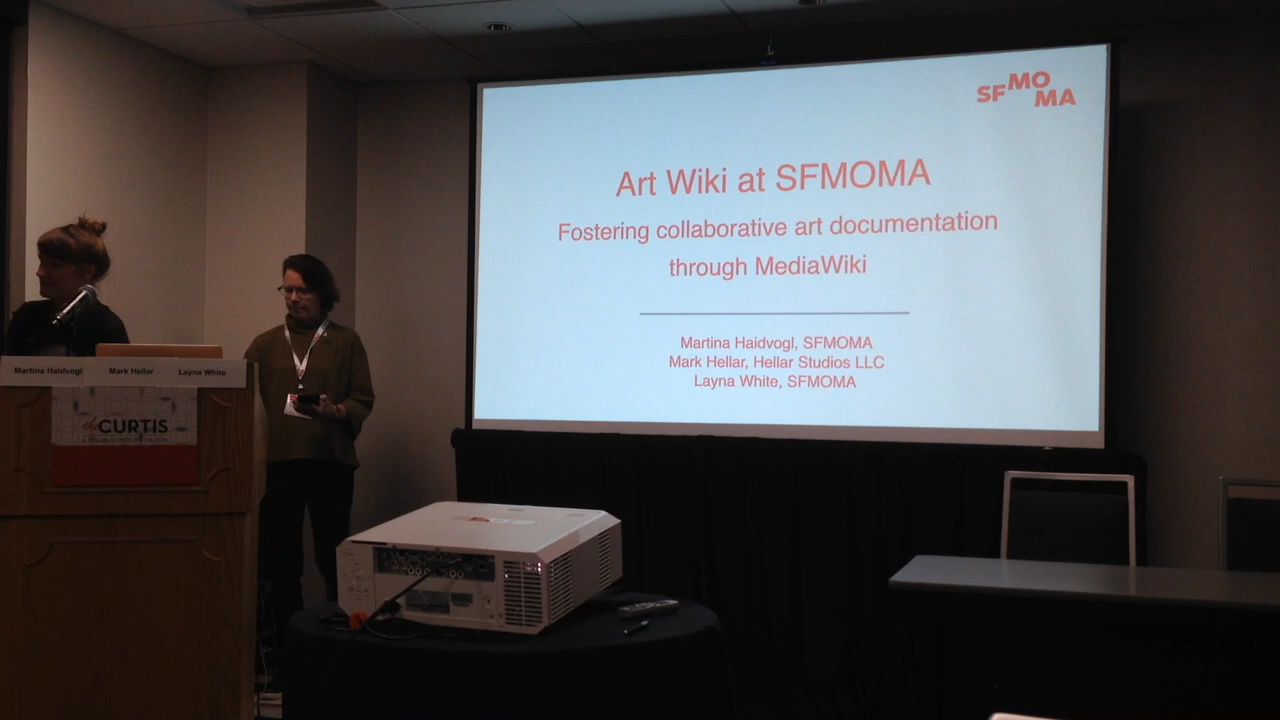 SFMOMA
Art Wiki at SFMOMA
Fostering collaborative art documentation
through MediaWiki
Martina Haidvogl, SFMOMA
Mark Hellar, Hellar Studios LLC
Layna White, SFMOMA
Martina Haidvogl Mark Hellar Layna White
the CURTIS